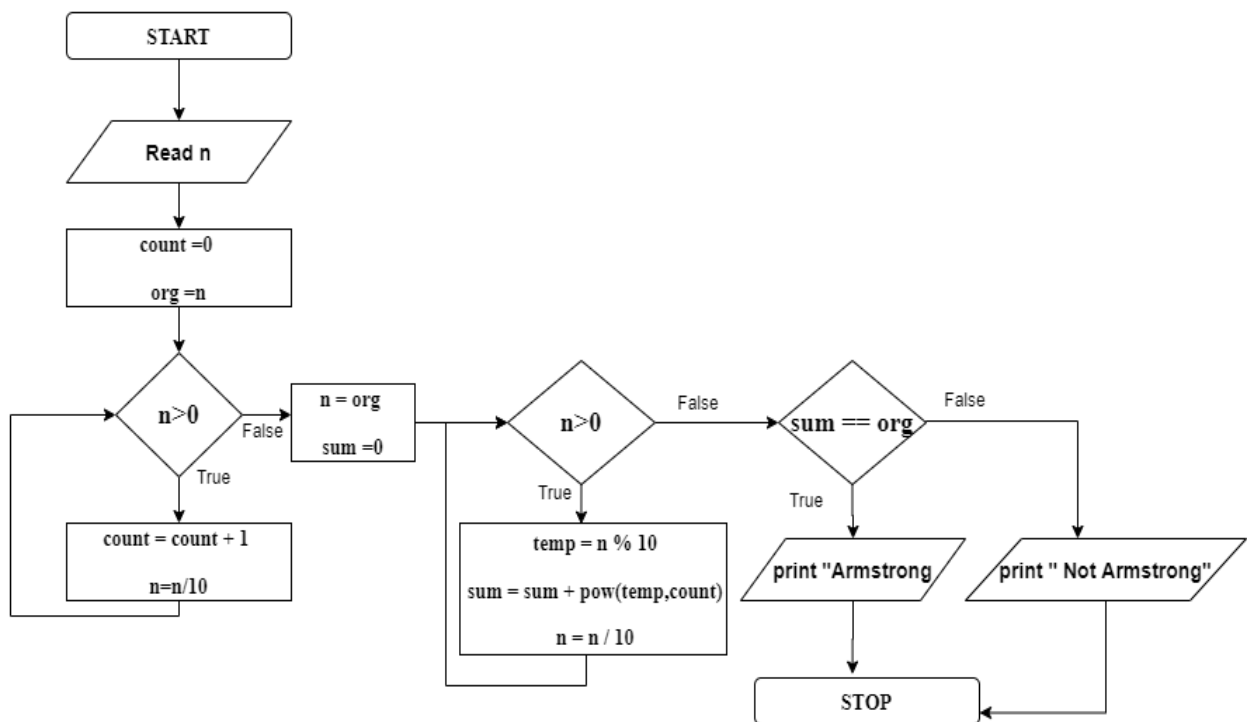 START
Read n
count =0
org =n
n>0
False
True
count = count + 1
n=n/10
n = org
sum =0
n>0
False
True
temp = n % 10
sum = sum + pow(temp,count)
n = n / 10
sum == org
False
True
print "Armstrong
print " Not Armstrong"
STOP